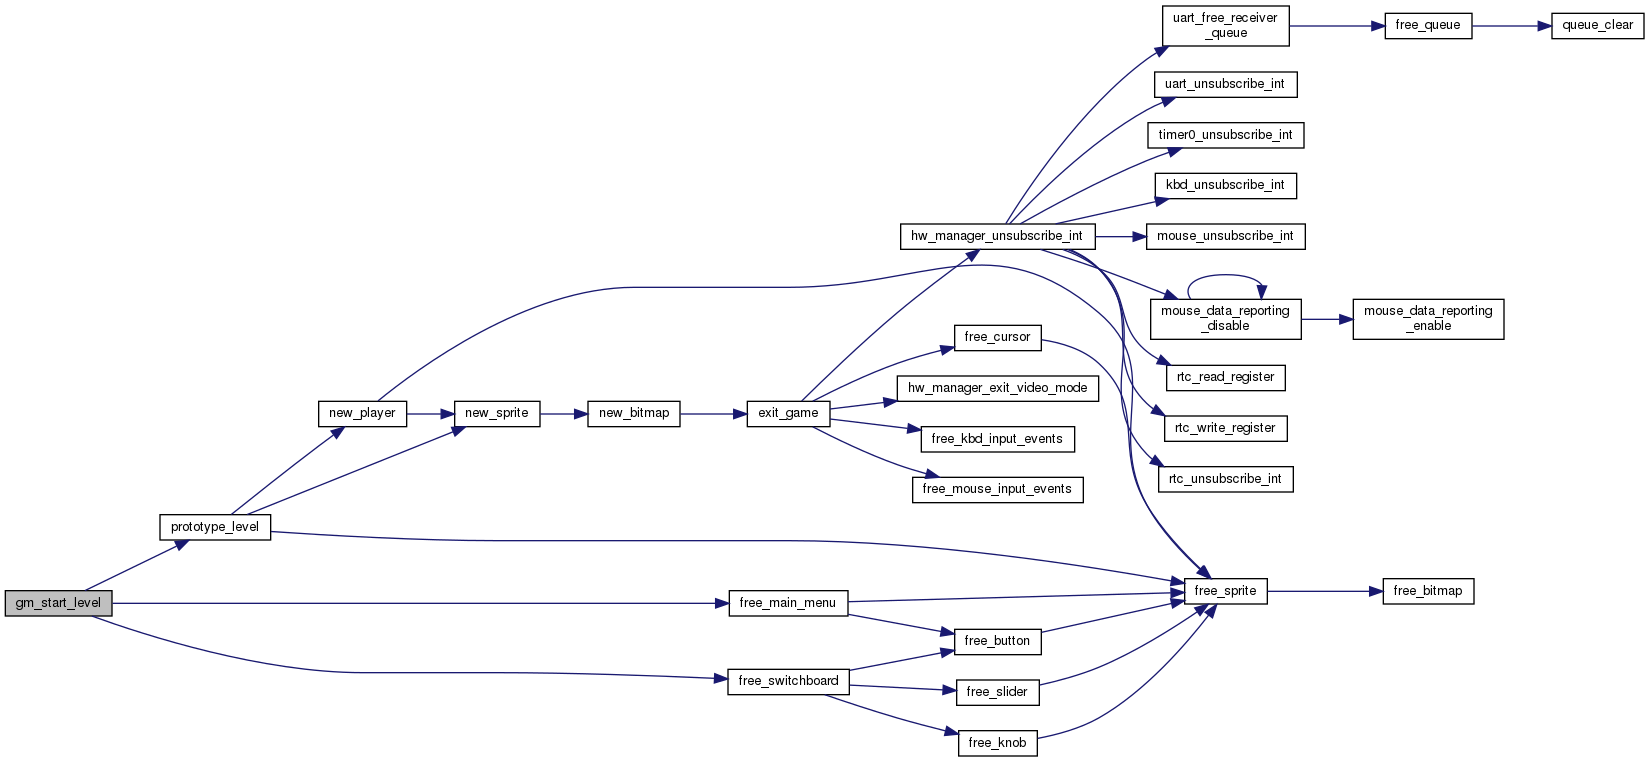 uart_free_receiver
_queue
free_queue
queue_clear
uart_unsubscribe_int
timer0_unsubscribe_int
kbd_unsubscribe_int
hw_manager_unsubscribe_int
mouse_unsubscribe_int
mouse_data_reporting
_disable
mouse_data_reporting
_enable
free_cursor
rtc_read_register
hw_manager_exit_video_mode
new_player
new_sprite
new_bitmap
exit_game
rtc_write_register
free_kbd_input_events
rtc_unsubscribe_int
free_mouse_input_events
prototype_level
free_sprite
free_bitmap
gm_start_level
free_main_menu
free_button
free_switchboard
free_slider
free_knob